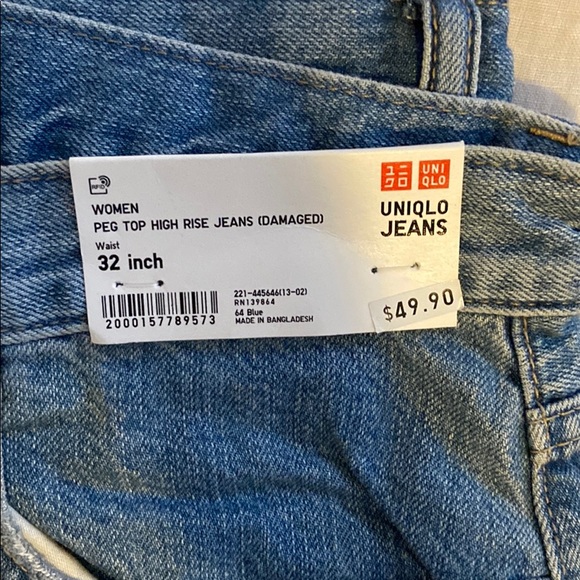 RFID
WOMEN
PEG TOP HIGH RISE JEANS (DAMAGED)
Waist
32 inch
2000157789573
221-445646(13-02)
RN139864
64 Blue
MADE IN BANGLADESH
ユニ
クロ
UNI
QLO
UNIQLO
JEANS
$49.90